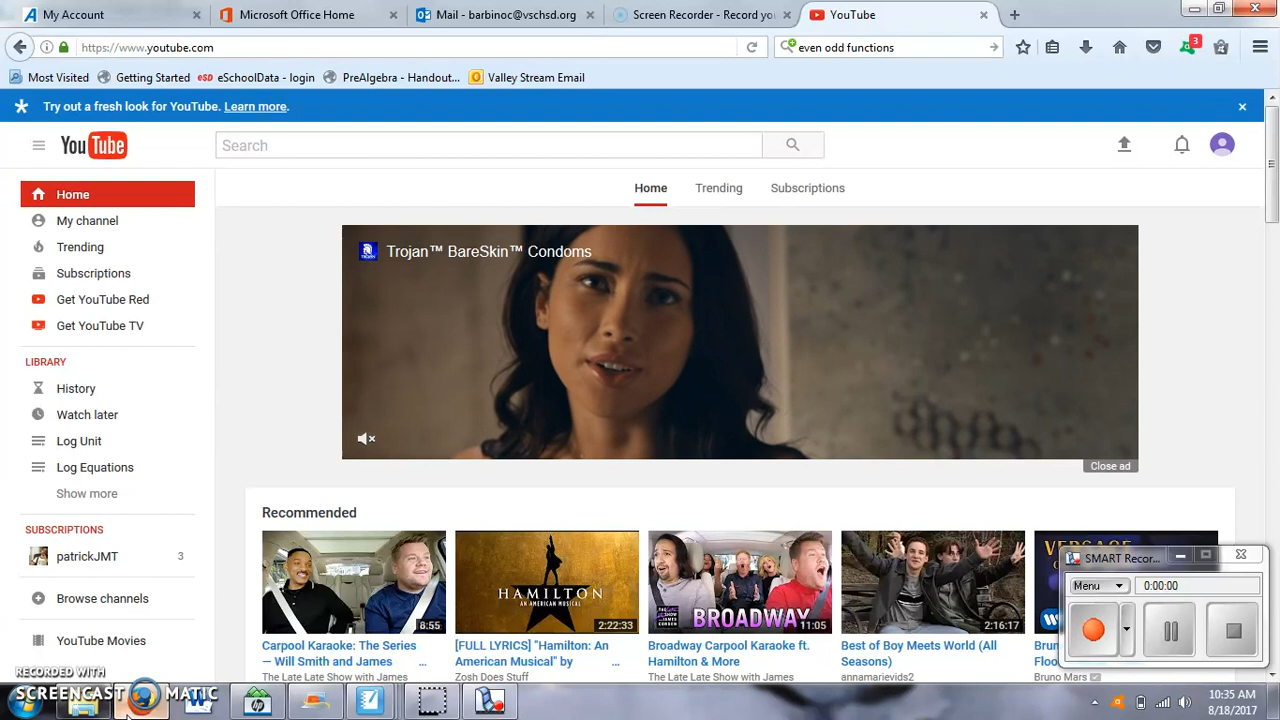 My Account
Microsoft Office Home
Mail - barbinoc@vschsd.org
Screen Recorder - Record yo
YouTube
https://www.youtube.com
even odd functions
3
Most Visited
Getting Started
eSchoolData - login
PreAlgebra - Handout...
Valley Stream Email
Try out a fresh look for YouTube. Learn more.
YouTube
Search
Home
Trending
Subscriptions
Home
My channel
Trending
Subscriptions
Get YouTube Red
Get YouTube TV
LIBRARY
History
Watch later
Log Unit
Log Equations
Show more
SUBSCRIPTIONS
patrickJMT 3
Browse channels
YouTube Movies
Trojan™ BareSkin™ Condoms
Close ad
Recommended
8:55
HAMILTON
AN AMERICAN MUSICAL
2:22:33
BROADWAY
11:05
2:16:17
Carpool Karaoke: The Series
— Will Smith and James ...
The Late Late Show with James
[FULL LYRICS] "Hamilton: An
American Musical" by ...
Zosh Does Stuff
Broadway Carpool Karaoke ft.
Hamilton & More
The Late Late Show with James
Best of Boy Meets World (All
Seasons)
annamarievids2
Bruno Mars
SMART Recor...
Menu
0:00:00
RECORDED WITH
SCREENCAST MATIC
10:35 AM
8/18/2017